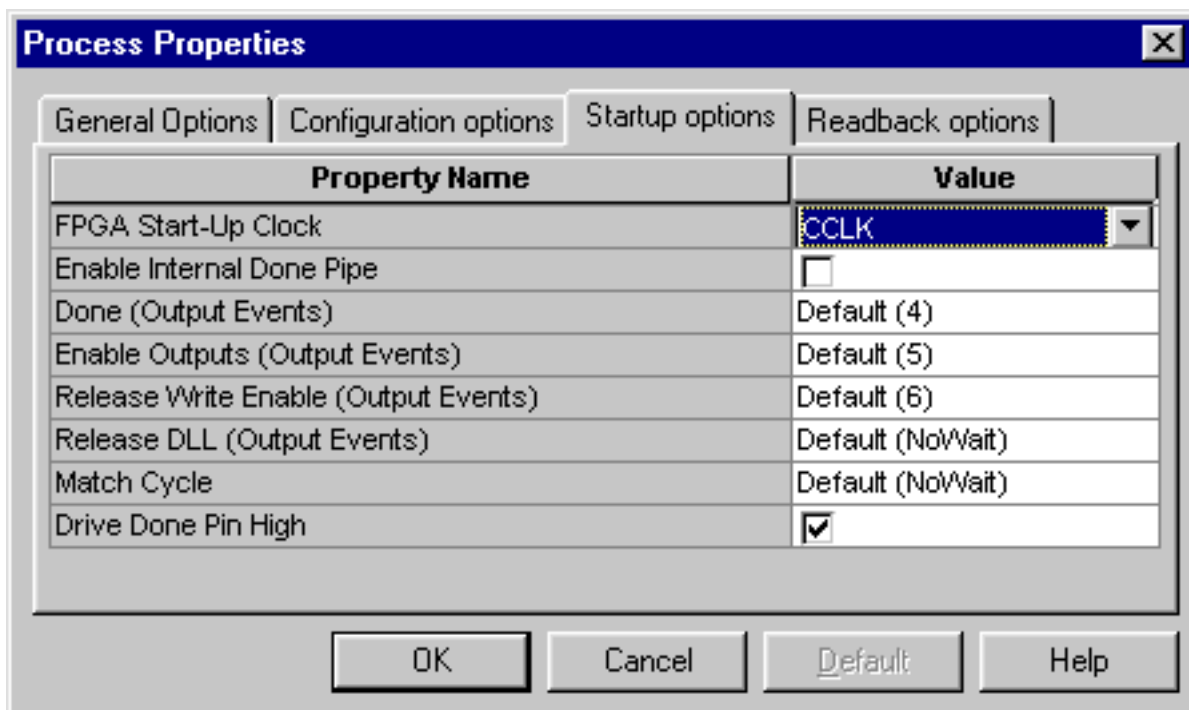 Process Properties
General Options Configuration options Startup options Readback options
Property Name Value
FPGA Start-Up Clock CCLK
Enable Internal Done Pipe
Done (Output Events) Default (4)
Enable Outputs (Output Events) Default (5)
Release Write Enable (Output Events) Default (6)
Release DLL (Output Events) Default (NoWait)
Match Cycle Default (NoWait)
Drive Done Pin High
OK Cancel Default Help